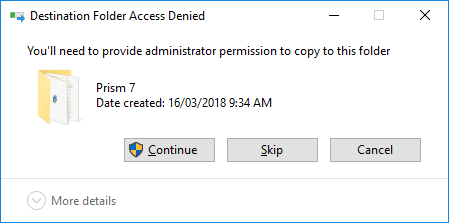 Destination Folder Access Denied
You'll need to provide administrator permission to copy to this folder
Prism 7
Date created: 16/03/2018 9:34 AM
Continue Skip Cancel
More details